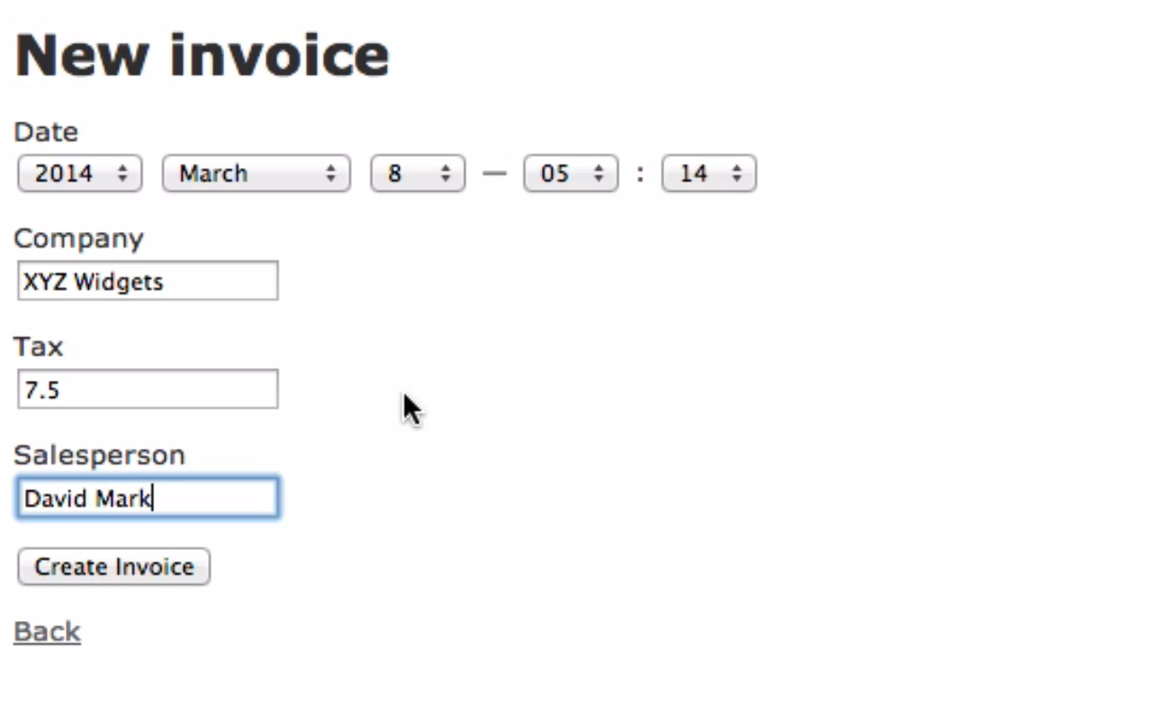 New invoice
Date
2014 March 8 — 05 : 14
Company
XYZ Widgets
Tax
7.5
Salesperson
David Mark
Create Invoice
Back